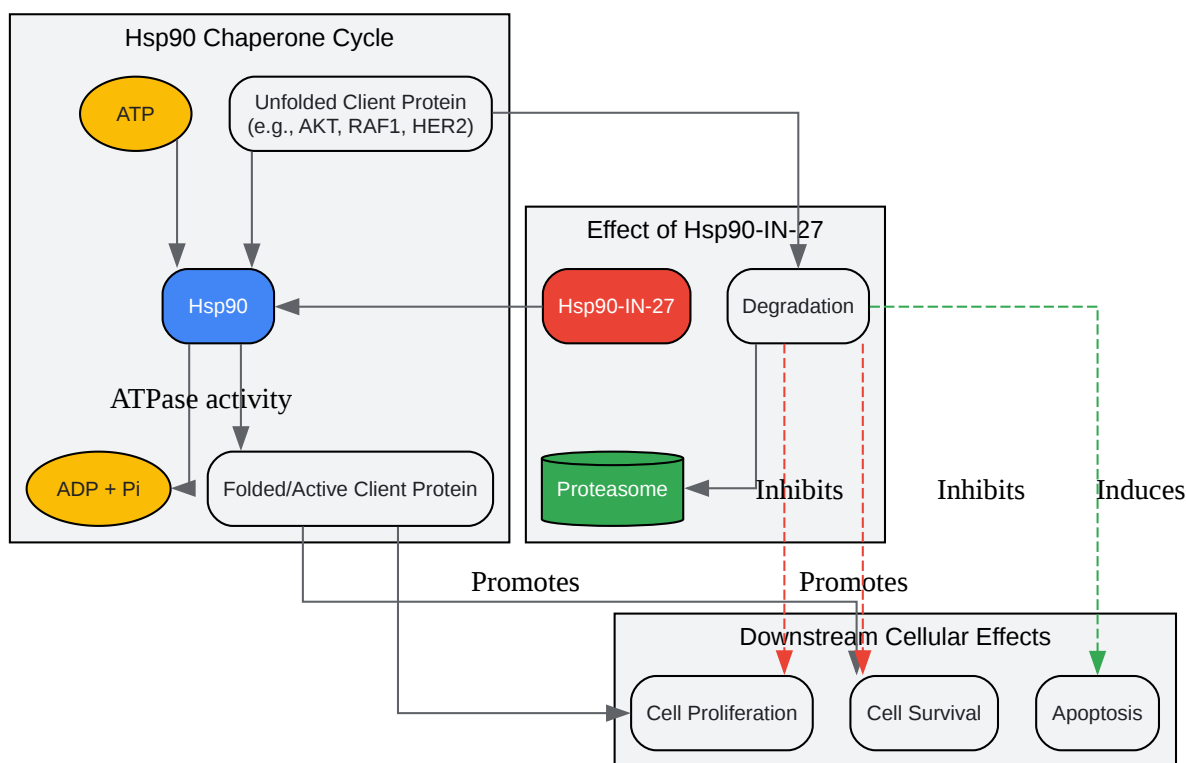 Hsp90 Chaperone Cycle
ATP
Unfolded Client Protein
(e.g., AKT, RAF1, HER2)
Effect of Hsp90-IN-27
Hsp90
Hsp90-IN-27
Degradation
ATPase activity
ADP + Pi
Folded/Active Client Protein
Proteasome
Inhibits
Inhibits
Induces
Promotes
Promotes
Downstream Cellular Effects
Cell Proliferation
Cell Survival
Apoptosis